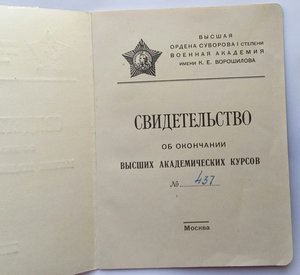 ВЫСШАЯ
ОРДЕНА СУВОРОВА I СТЕПЕНИ
ВОЕННАЯ АКАДЕМИЯ
ИМЕНИ К. Е. ВОРОШИЛОВА
СВИДЕТЕЛЬСТВО
ОБ ОКОНЧАНИИ
ВЫСШИХ АКАДЕМИЧЕСКИХ КУРСОВ
№ 437
Москва